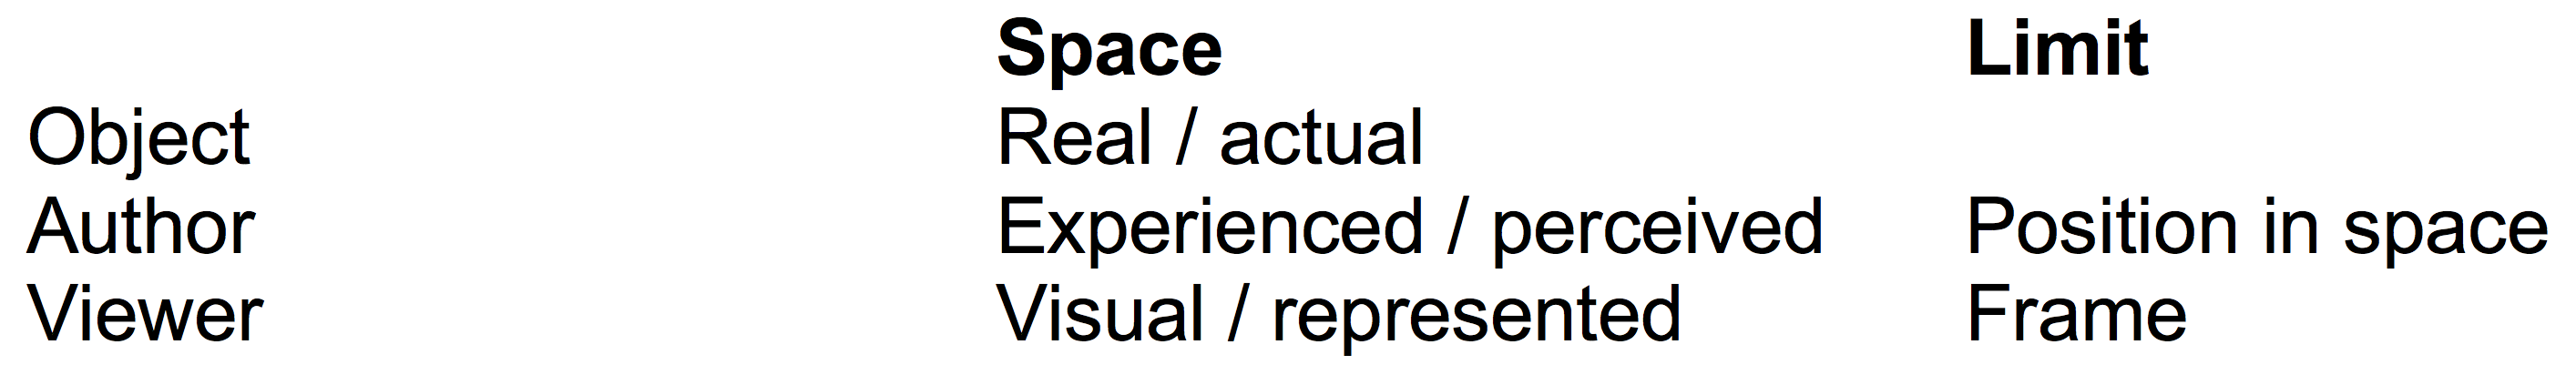 Space Limit
Object Real / actual
Author Experienced / perceived Position in space
Viewer Visual / represented Frame